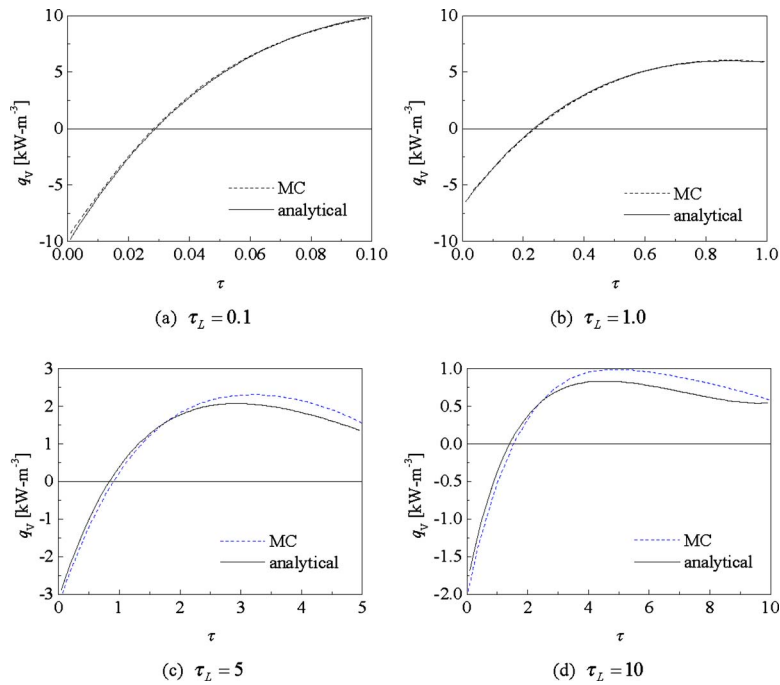 10
5
0
-5
-10
q_V [kW-m^-3]
MC
analytical
0.00 0.02 0.04 0.06 0.08 0.10
τ
(a) τ_L = 0.1
10
5
0
-5
-10
q_V [kW-m^-3]
MC
analytical
0.0 0.2 0.4 0.6 0.8 1.0
τ
(b) τ_L = 1.0
3
2
1
0
-1
-2
-3
q_V [kW-m^-3]
MC
analytical
0 1 2 3 4 5
τ
(c) τ_L = 5
1.0
0.5
0.0
-0.5
-1.0
-1.5
-2.0
q_V [kW-m^-3]
MC
analytical
0 2 4 6 8 10
τ
(d) τ_L = 10